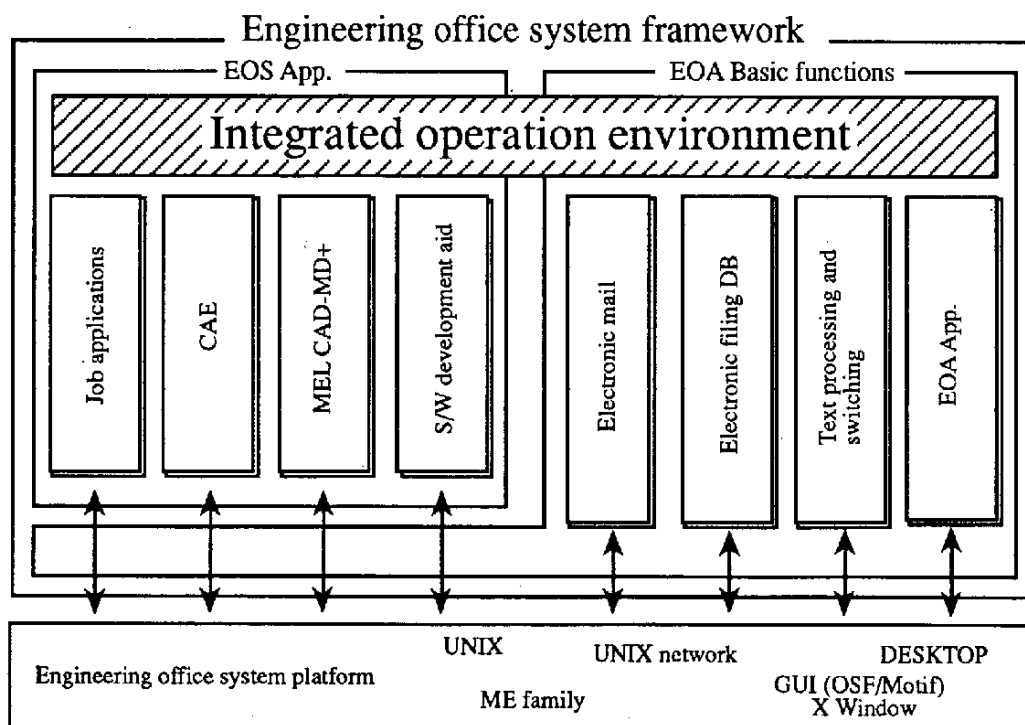 Engineering office system framework
EOS App.
EOA Basic functions
Integrated operation environment
Job applications
CAE
MEL CAD-MD+
S/W development aid
Electronic mail
Electronic filing DB
Text processing and
switching
EOA App.
Engineering office system platform
UNIX
ME family
UNIX network
DESKTOP
GUI (OSF/Motif)
X Window